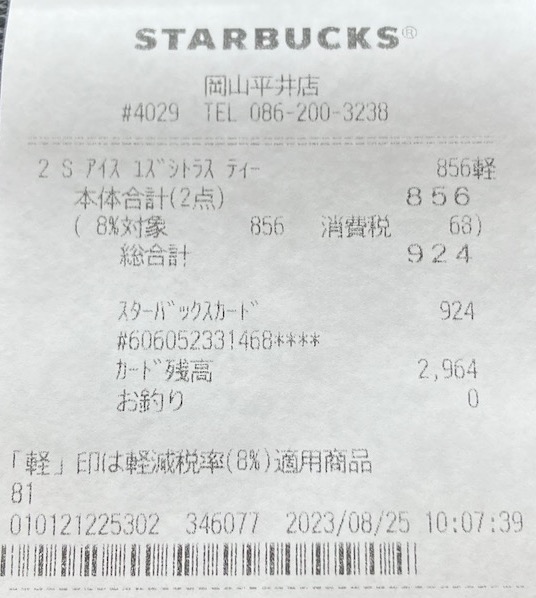 STARBUCKS®
岡山平井店
#4029 TEL 086-200-3238
2 S アイス ユズシトラス ティー 856軽
本体合計(2点) 856
( 8%対象 856 消費税 68)
総合計 924
スターバックスカード 924
#606052331468****
カード残高 2,964
お釣り 0
「軽」印は軽減税率(8%)適用商品
81
010121225302 346077 2023/08/25 10:07:39